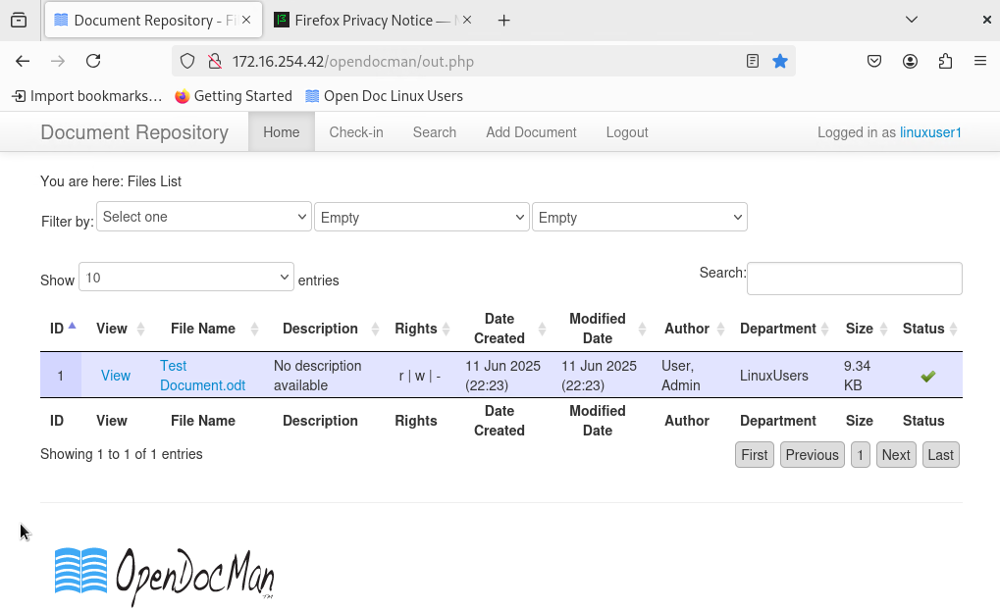 Document Repository - F
Firefox Privacy Notice —
172.16.254.42/opendocman/out.php
Import bookmarks… Getting Started Open Doc Linux Users
Document Repository Home Check-in Search Add Document Logout Logged in as linuxuser1
You are here: Files List
Filter by: Select one Empty Empty
Show 10 entries Search:
ID View File Name Description Rights Date Created Modified Date Author Department Size Status
1 View Test Document.odt No description available r | w | - 11 Jun 2025 (22:23) 11 Jun 2025 (22:23) User, Admin LinuxUsers 9.34 KB
ID View File Name Description Rights Date Created Modified Date Author Department Size Status
Showing 1 to 1 of 1 entries First Previous 1 Next Last
OpenDocMan™